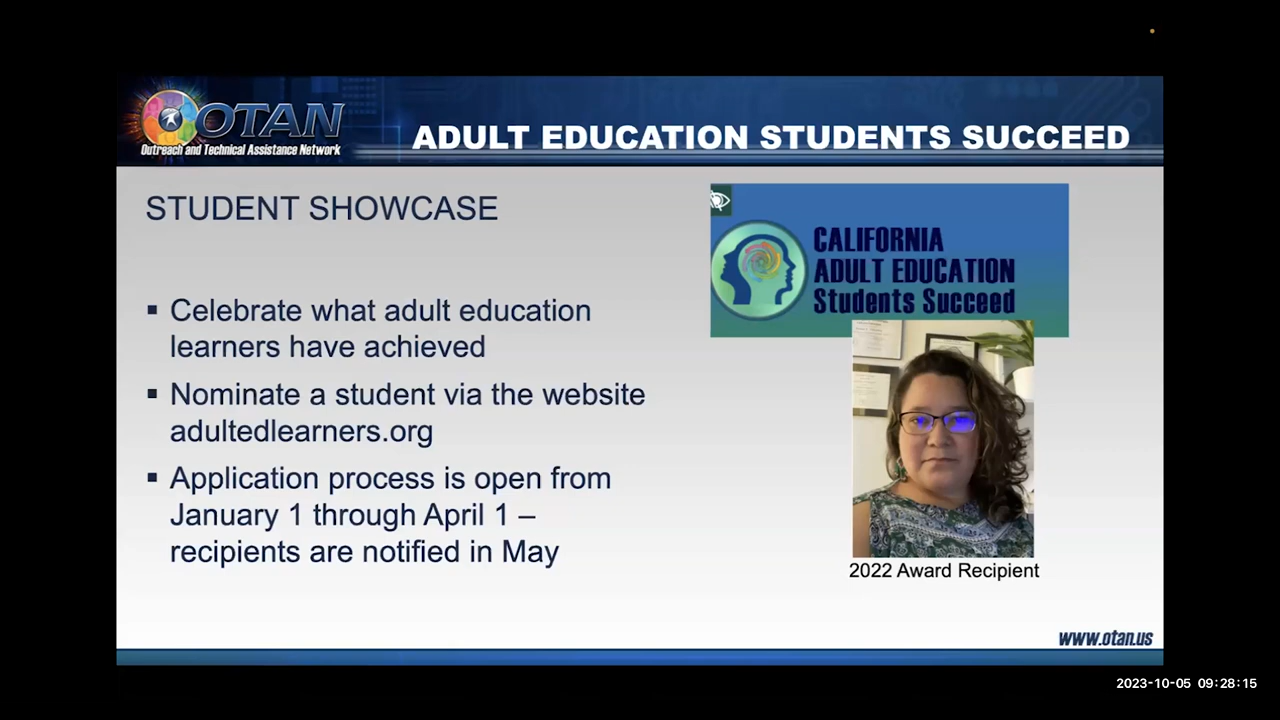 OTAN
Outreach and Technical Assistance Network
ADULT EDUCATION STUDENTS SUCCEED
STUDENT SHOWCASE
▪ Celebrate what adult education
learners have achieved
▪ Nominate a student via the website
adultedlearners.org
▪ Application process is open from
January 1 through April 1 –
recipients are notified in May
CALIFORNIA
ADULT EDUCATION
Students Succeed
2022 Award Recipient
www.otan.us
2023-10-05 09:28:15